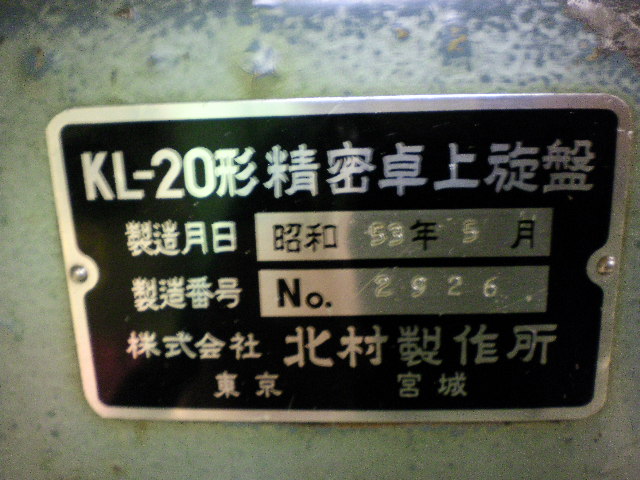 KL-20形精密卓上旋盤
製造月日 昭和 53年 5 月
製造番号 No. 2926
株式会社 北村製作所
東京 宮城